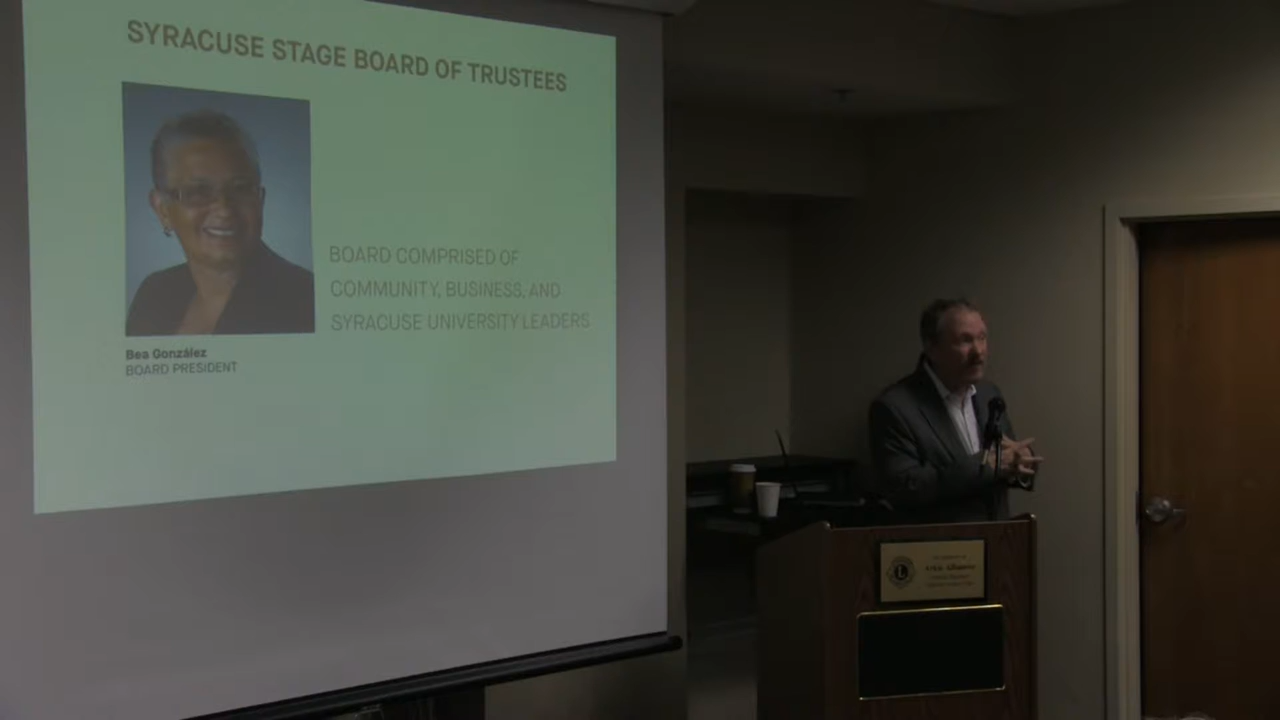 SYRACUSE STAGE BOARD OF TRUSTEES
BOARD COMPRISED OF
COMMUNITY, BUSINESS, AND
SYRACUSE UNIVERSITY LEADERS
Bea González
BOARD PRESIDENT
L